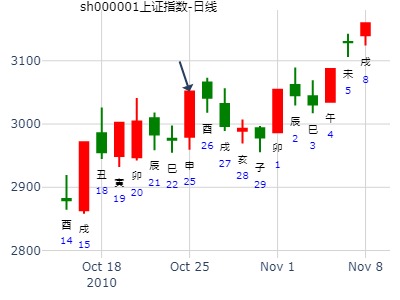 sh000001上证指数-日线
3100
3000
2900
2800
酉
14
戌
15
丑
18
寅
19
卯
20
辰
21
巳
22
申
25
酉
26
戌
27
亥
28
子
29
卯
1
辰
2
巳
3
午
4
未
5
戌
8
Oct 18
2010
Oct 25
Nov 1
Nov 8